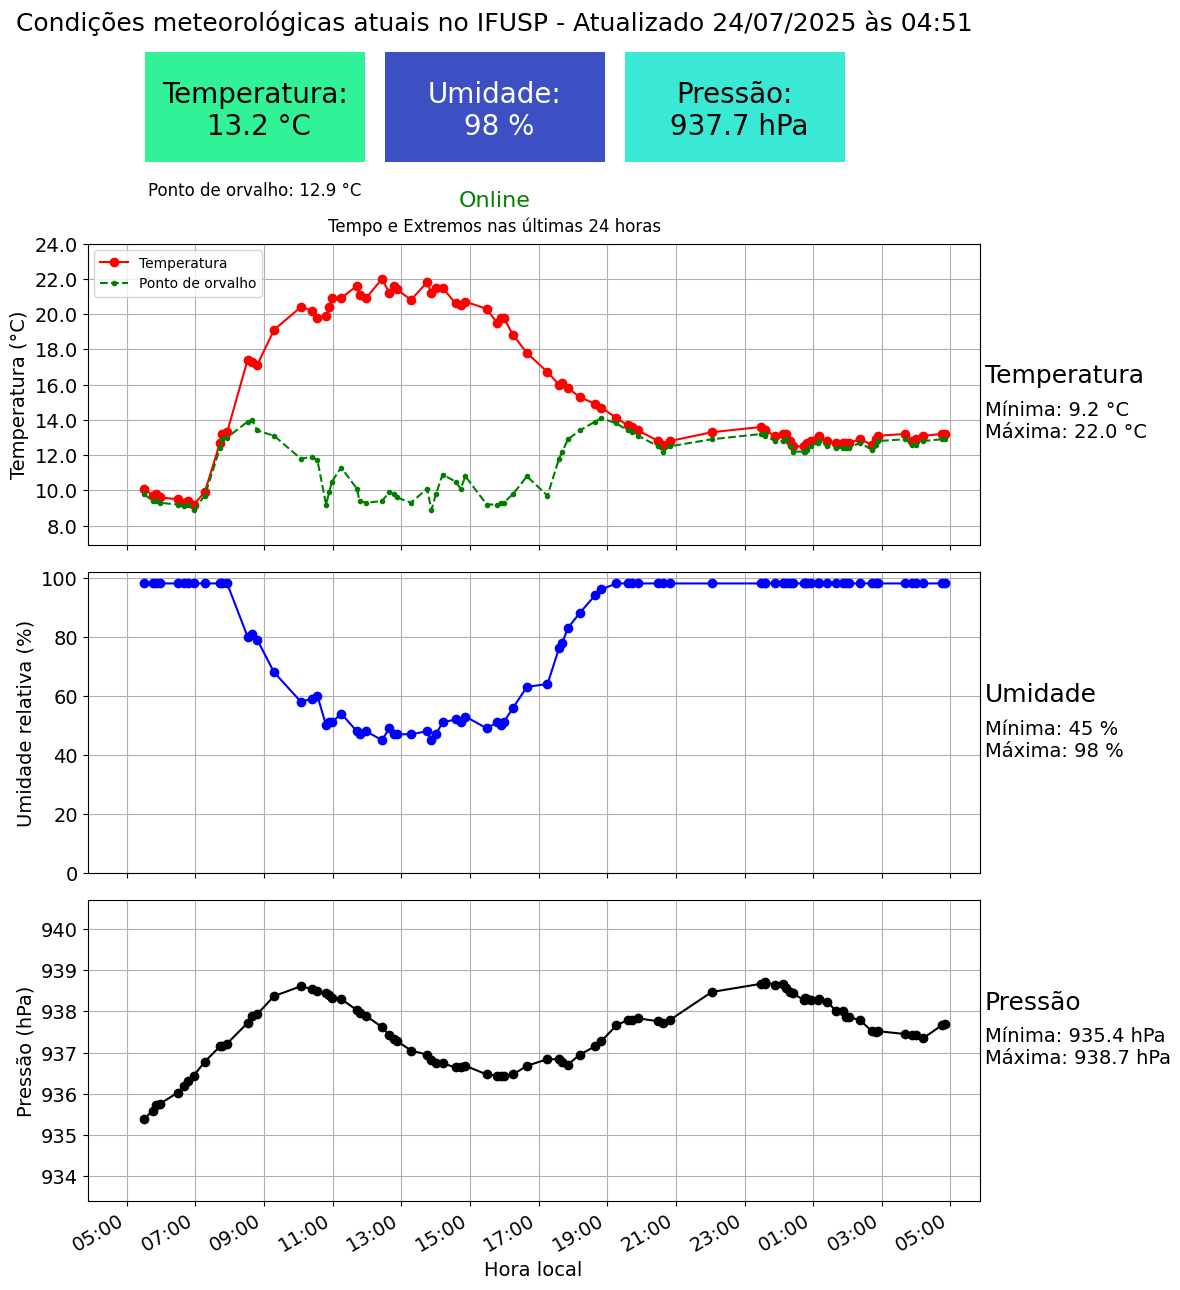 Condições meteorológicas atuais no IFUSP - Atualizado 24/07/2025 às 04:51
Temperatura:
13.2 °C
Umidade:
98 %
Pressão:
937.7 hPa
Ponto de orvalho: 12.9 °C
Online
Tempo e Extremos nas últimas 24 horas
Temperatura (°C)
24.0
22.0
20.0
18.0
16.0
14.0
12.0
10.0
8.0
Temperatura
Ponto de orvalho
Temperatura
Mínima: 9.2 °C
Máxima: 22.0 °C
Umidade relativa (%)
100
80
60
40
20
0
Umidade
Mínima: 45 %
Máxima: 98 %
Pressão (hPa)
940
939
938
937
936
935
934
Pressão
Mínima: 935.4 hPa
Máxima: 938.7 hPa
05:00 07:00 09:00 11:00 13:00 15:00 17:00 19:00 21:00 23:00 01:00 03:00 05:00
Hora local